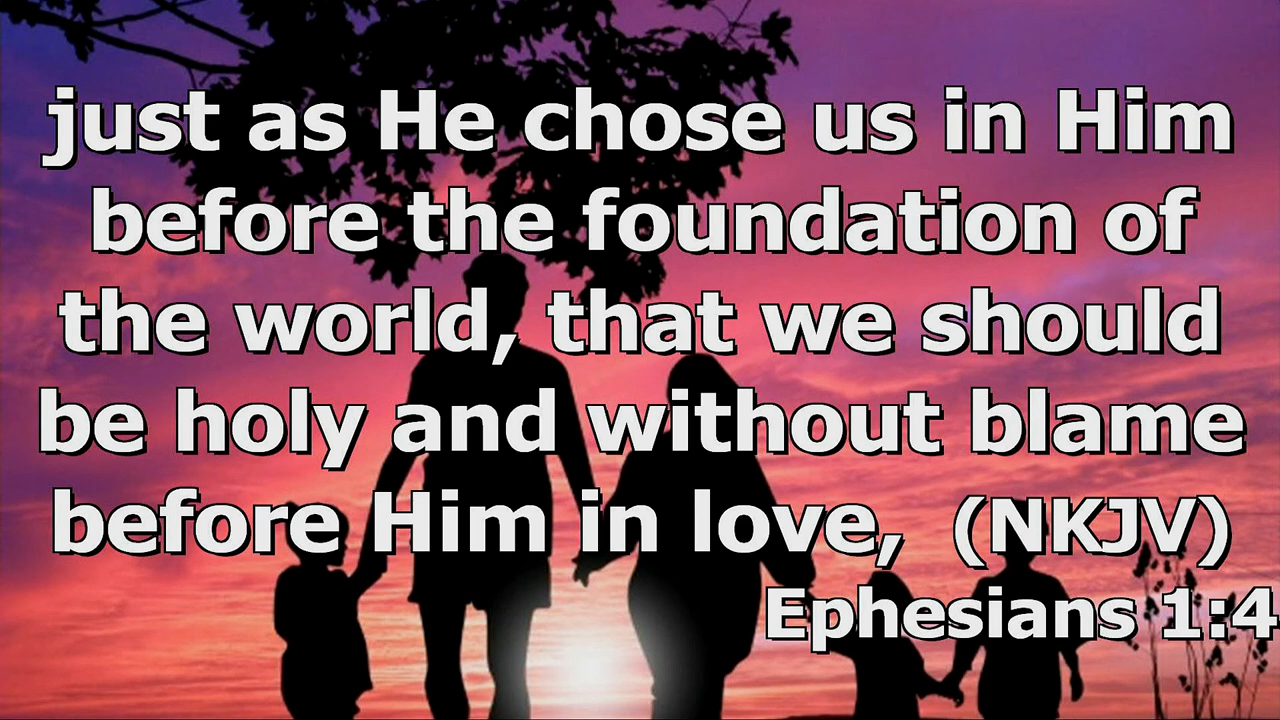 just as He chose us in Him
before the foundation of
the world, that we should
be holy and without blame
before Him in love,  (NKJV)
Ephesians 1:4